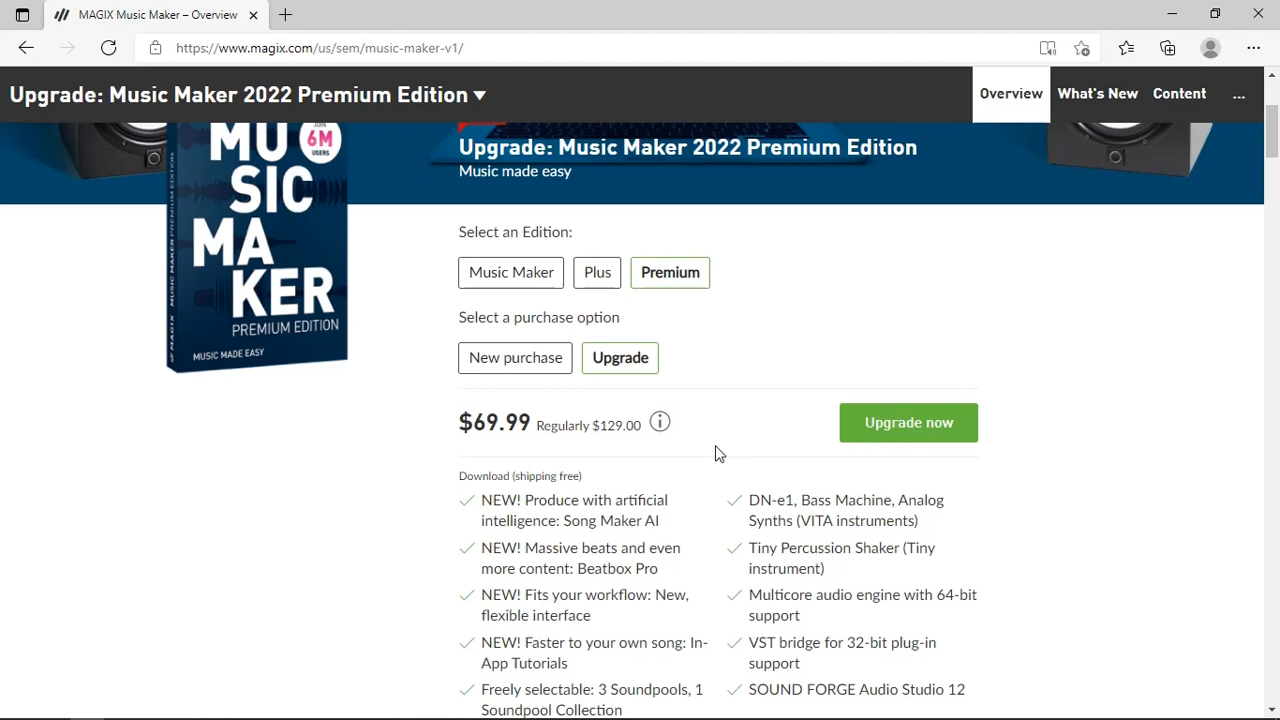 MAGIX Music Maker – Overview
https://www.magix.com/us/sem/music-maker-v1/
Upgrade: Music Maker 2022 Premium Edition
Overview
What's New
Content
...
JOIN
6M
USERS
MU
SIC
MA
KER
PREMIUM EDITION
MUSIC MADE EASY
MUSIC MAKER PREMIUM EDITION
MAGIX
Upgrade: Music Maker 2022 Premium Edition
Music made easy
Select an Edition:
Music Maker
Plus
Premium
Select a purchase option
New purchase
Upgrade
$69.99 Regularly $129.00
Upgrade now
Download (shipping free)
NEW! Produce with artificial
intelligence: Song Maker AI
NEW! Massive beats and even
more content: Beatbox Pro
NEW! Fits your workflow: New,
flexible interface
NEW! Faster to your own song: In-
App Tutorials
Freely selectable: 3 Soundpools, 1
Soundpool Collection
DN-e1, Bass Machine, Analog
Synths (VITA instruments)
Tiny Percussion Shaker (Tiny
instrument)
Multicore audio engine with 64-bit
support
VST bridge for 32-bit plug-in
support
SOUND FORGE Audio Studio 12